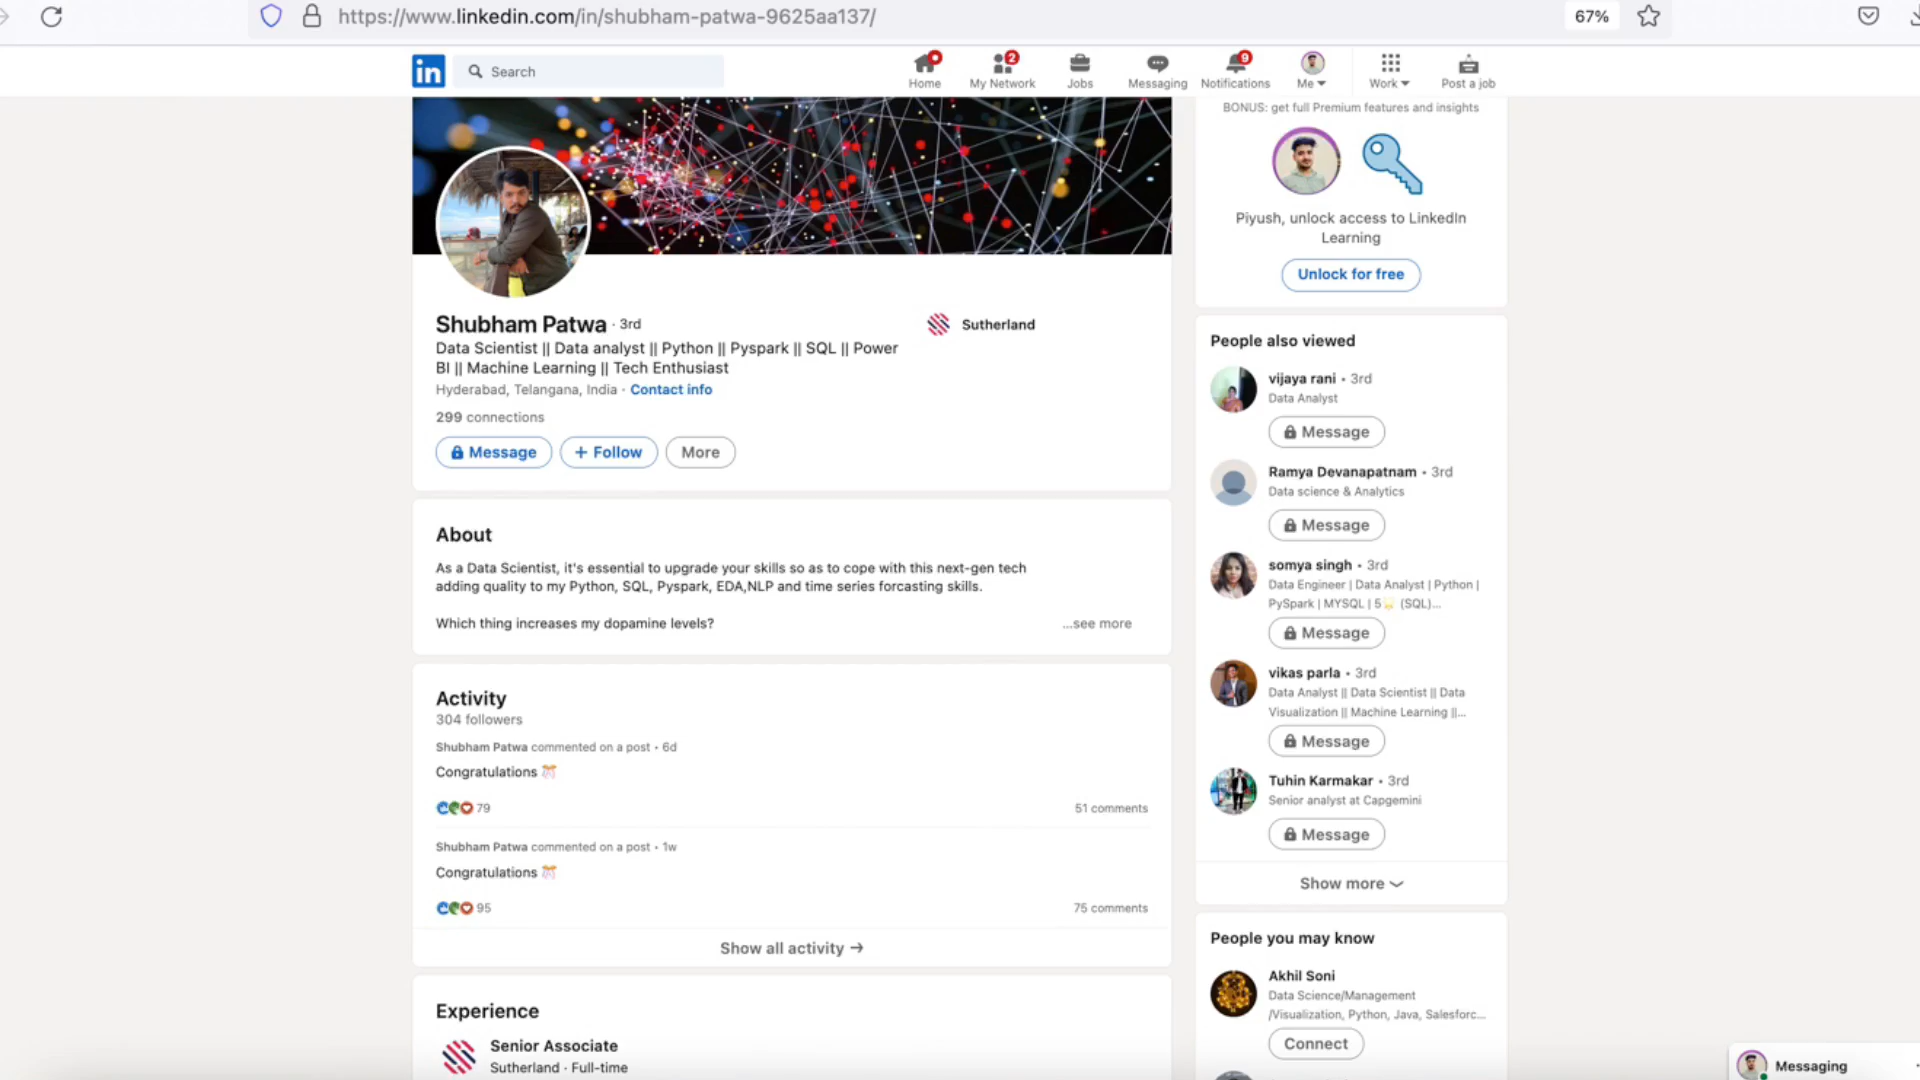 https://www.linkedin.com/in/shubham-patwa-9625aa137/
67%
in
Search
Home
2
My Network
Jobs
Messaging
9
Notifications
Me
Work
Post a job
Shubham Patwa · 3rd
Data Scientist || Data analyst || Python || Pyspark || SQL || Power
BI || Machine Learning || Tech Enthusiast
Hyderabad, Telangana, India · Contact info
299 connections
Message
+ Follow
More
Sutherland
About
As a Data Scientist, it's essential to upgrade your skills so as to cope with this next-gen tech
adding quality to my Python, SQL, Pyspark, EDA,NLP and time series forcasting skills.
Which thing increases my dopamine levels?
...see more
Activity
304 followers
Shubham Patwa commented on a post • 6d
Congratulations 🎊
79
51 comments
Shubham Patwa commented on a post • 1w
Congratulations 🎊
95
75 comments
Show all activity →
Experience
Senior Associate
Sutherland · Full-time
BONUS: get full Premium features and insights
Piyush, unlock access to LinkedIn
Learning
Unlock for free
People also viewed
vijaya rani • 3rd
Data Analyst
Message
Ramya Devanapatnam • 3rd
Data science & Analytics
Message
somya singh • 3rd
Data Engineer | Data Analyst | Python |
PySpark | MYSQL | 5⭐ (SQL)...
Message
vikas parla • 3rd
Data Analyst || Data Scientist || Data
Visualization || Machine Learning ||...
Message
Tuhin Karmakar • 3rd
Senior analyst at Capgemini
Message
Show more
People you may know
Akhil Soni
Data Science/Management
/Visualization, Python, Java, Salesforc...
Connect
Messaging